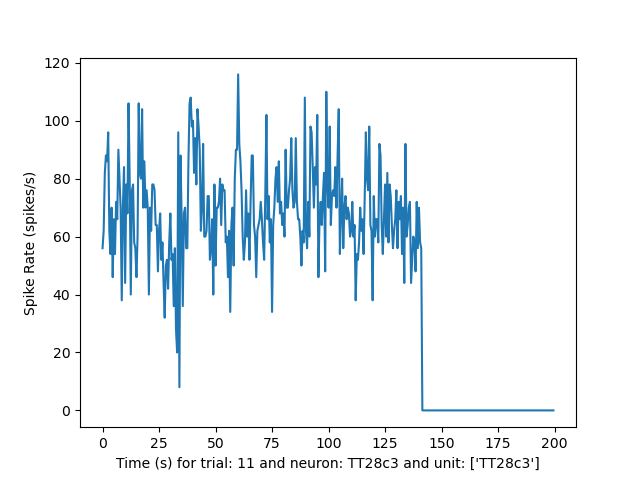 120
100
80
60
40
20
0
Spike Rate (spikes/s)
0 25 50 75 100 125 150 175 200
Time (s) for trial: 11 and neuron: TT28c3 and unit: ['TT28c3']